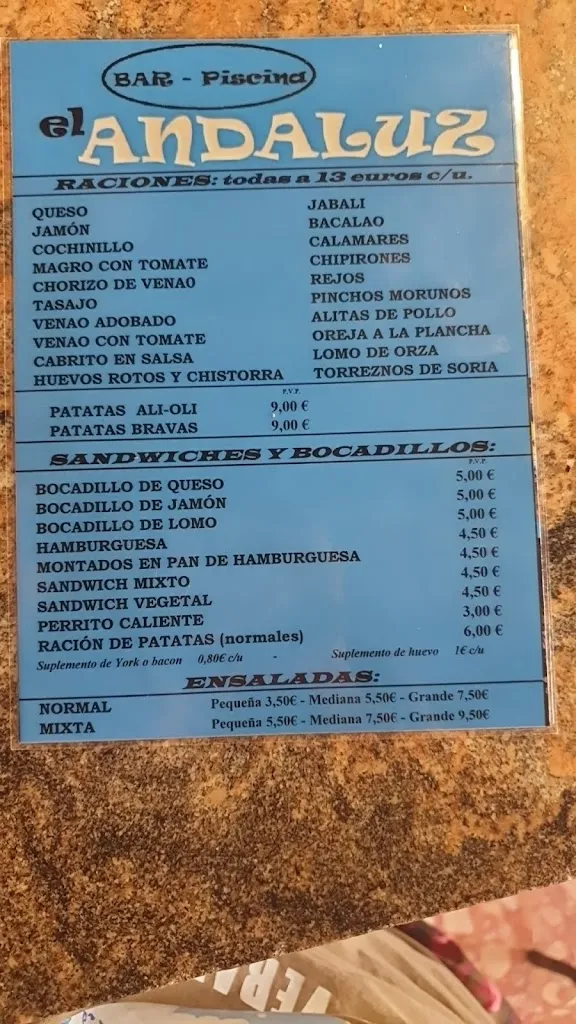 BAR - Piscina
el ANDALUZ
RACIONES: todas a 13 euros c/u.
QUESO
JAMÓN
COCHINILLO
MAGRO CON TOMATE
CHORIZO DE VENA0
TASAJO
VENAO ADOBADO
VENAO CON TOMATE
CABRITO EN SALSA
HUEVOS ROTOS Y CHISTORRA
JABALI
BACALAO
CALAMARES
CHIPIRONES
REJOS
PINCHOS MORUNOS
ALITAS DE POLLO
OREJA A LA PLANCHA
LOMO DE ORZA
TORREZNOS DE SORIA
P.V.P.
PATATAS ALI-OLI 9,00 €
PATATAS BRAVAS 9,00 €
SANDWICHES Y BOCADILLOS:
P.V.P.
BOCADILLO DE QUESO 5,00 €
BOCADILLO DE JAMÓN 5,00 €
BOCADILLO DE LOMO 5,00 €
HAMBURGUESA 4,50 €
MONTADOS EN PAN DE HAMBURGUESA 4,50 €
SANDWICH MIXTO 4,50 €
SANDWICH VEGETAL 4,50 €
PERRITO CALIENTE 3,00 €
RACIÓN DE PATATAS (normales) 6,00 €
Suplemento de York o bacon 0,80€ c/u - Suplemento de huevo 1€ c/u
ENSALADAS:
NORMAL Pequeña 3,50€ - Mediana 5,50€ - Grande 7,50€
MIXTA Pequeña 5,50€ - Mediana 7,50€ - Grande 9,50€